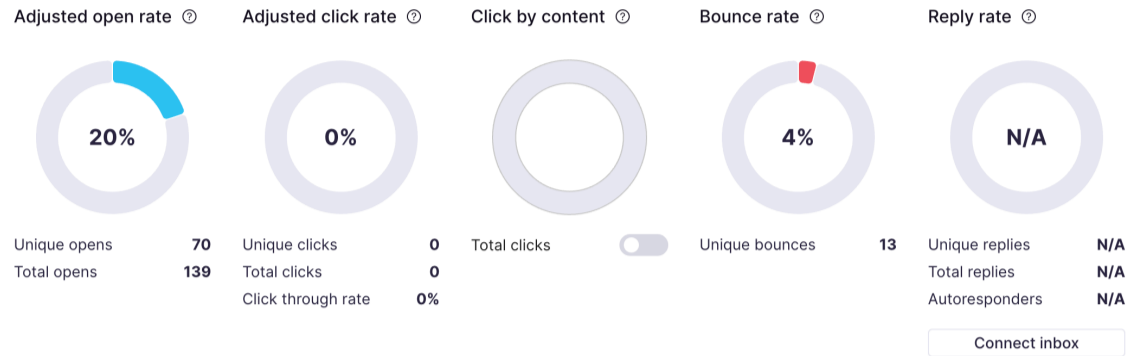 Adjusted open rate
20%
Unique opens 70
Total opens 139
Adjusted click rate
0%
Unique clicks 0
Total clicks 0
Click through rate 0%
Click by content
Total clicks
Bounce rate
4%
Unique bounces 13
Reply rate
N/A
Unique replies N/A
Total replies N/A
Autoresponders N/A
Connect inbox